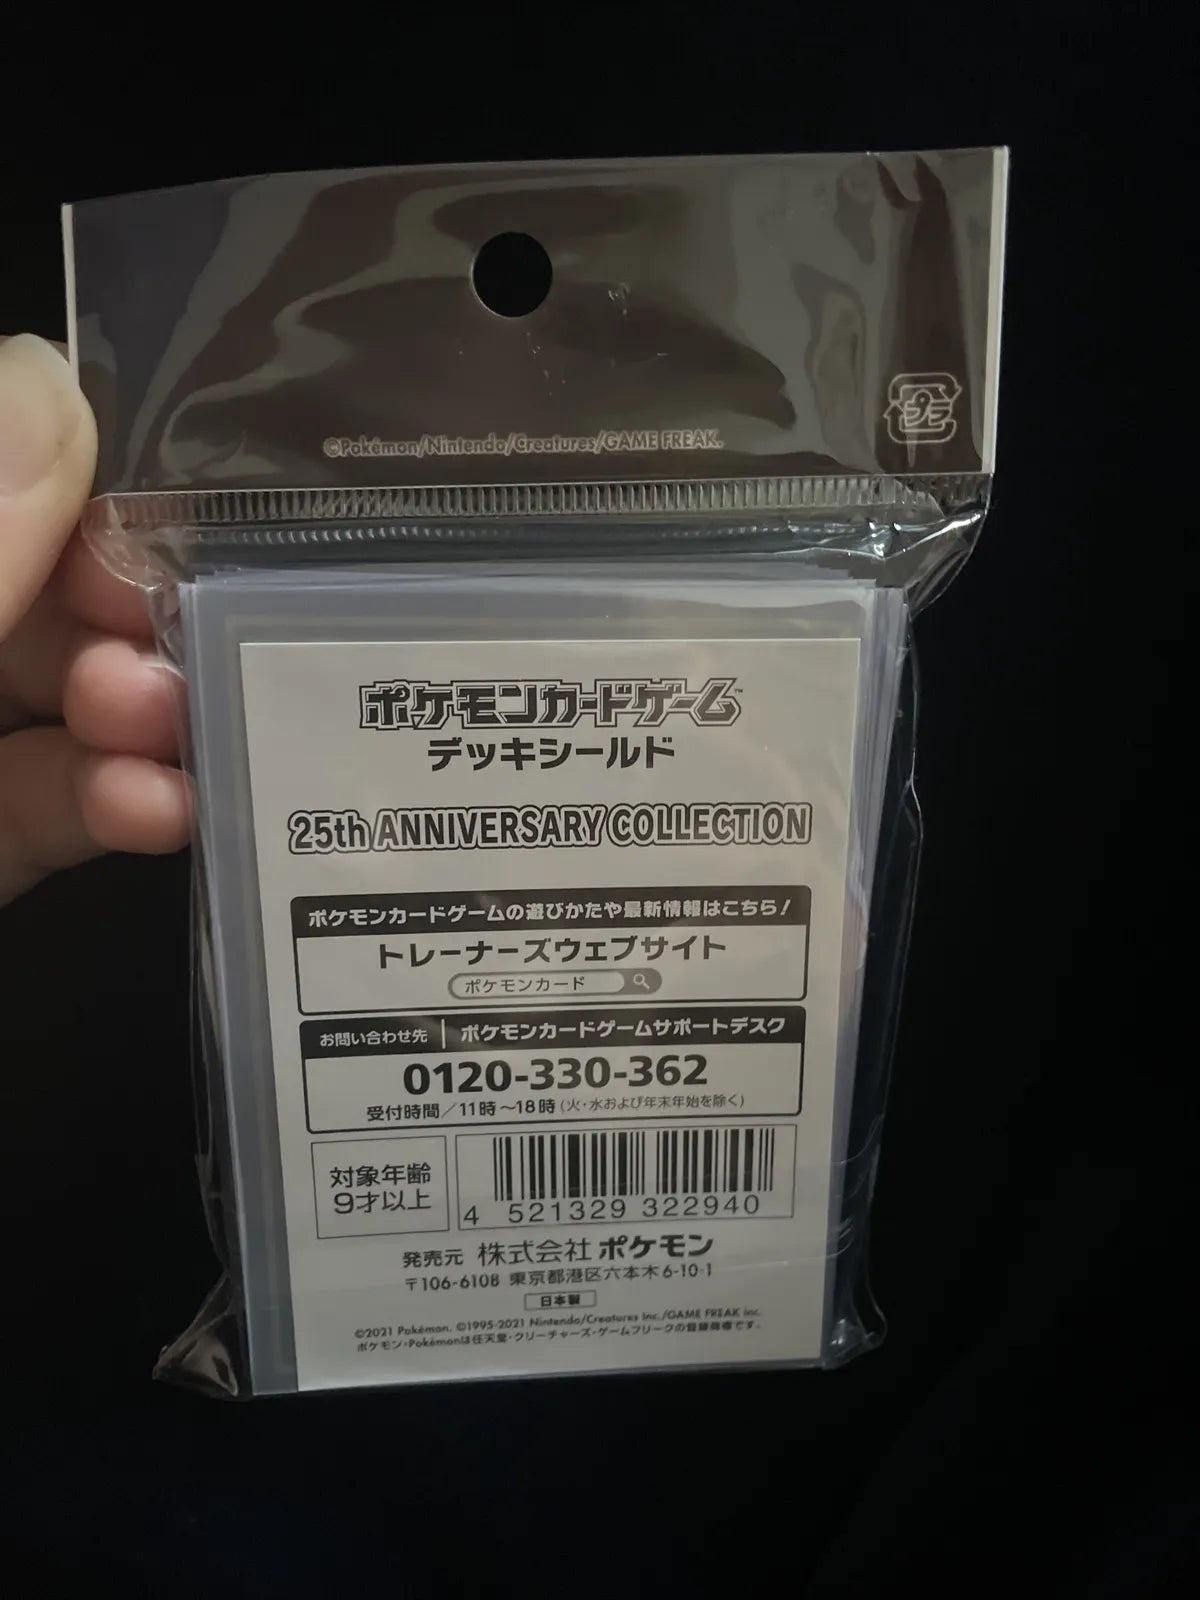 ©Pokémon/Nintendo/Creatures/GAME FREAK.
プラ
ポケモンカードゲーム™
デッキシールド
25th ANNIVERSARY COLLECTION
ポケモンカードゲームの遊びかたや最新情報はこちら!
トレーナーズウェブサイト
ポケモンカード
お問い合わせ先 | ポケモンカードゲームサポートデスク
0120-330-362
受付時間/11時~18時(火・水および年末年始を除く)
対象年齢
9才以上
4 521329 322940
発売元 株式会社ポケモン
〒106-6108 東京都港区六本木6-10-1
日本製
©2021 Pokémon. ©1995-2021 Nintendo/Creatures Inc./GAME FREAK inc.
ポケモン・Pokémonは任天堂・クリーチャーズ・ゲームフリークの登録商標です。